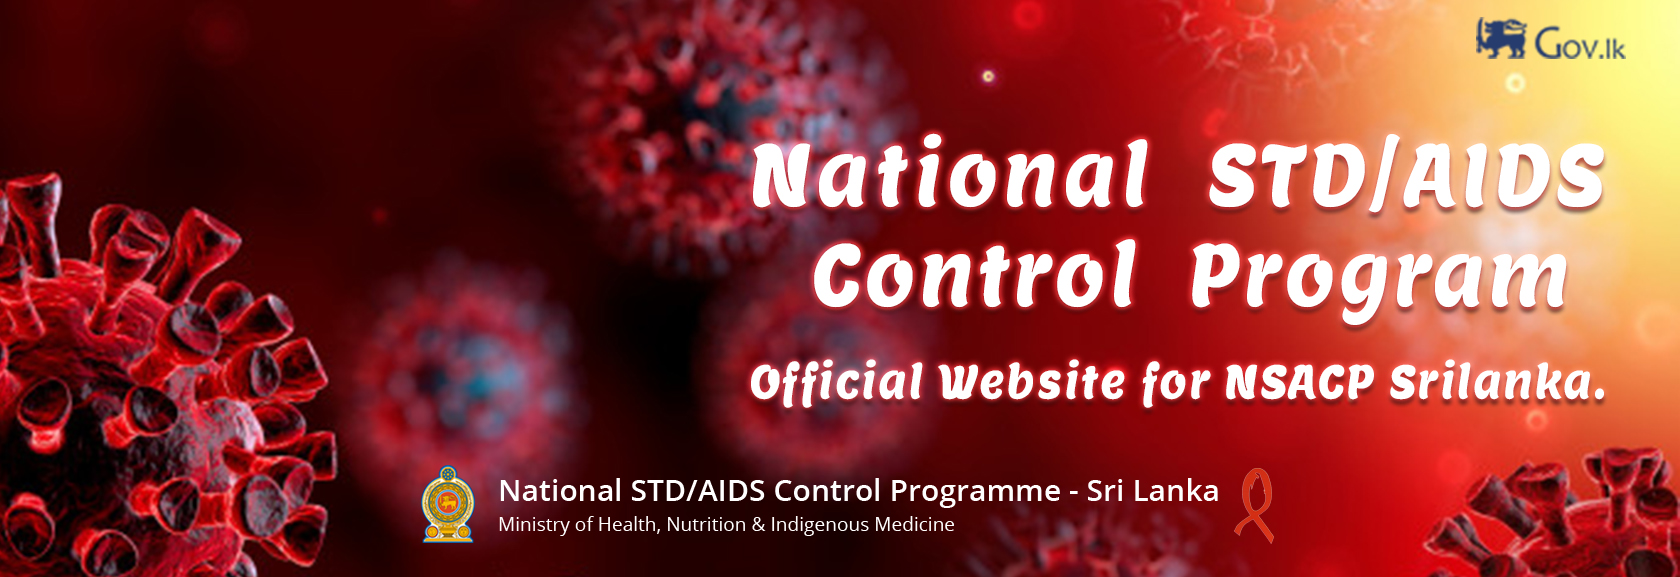 Gov.lk
National STD/AIDS
Control Program
Official Website for NSACP Srilanka.
National STD/AIDS Control Programme - Sri Lanka
Ministry of Health, Nutrition & Indigenous Medicine